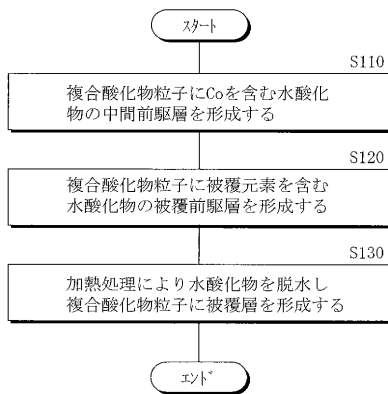 スタート
S110
複合酸化物粒子にCoを含む水酸化
物の中間前駆層を形成する
S120
複合酸化物粒子に被覆元素を含む
水酸化物の被覆前駆層を形成する
S130
加熱処理により水酸化物を脱水し
複合酸化物粒子に被覆層を形成する
エンド